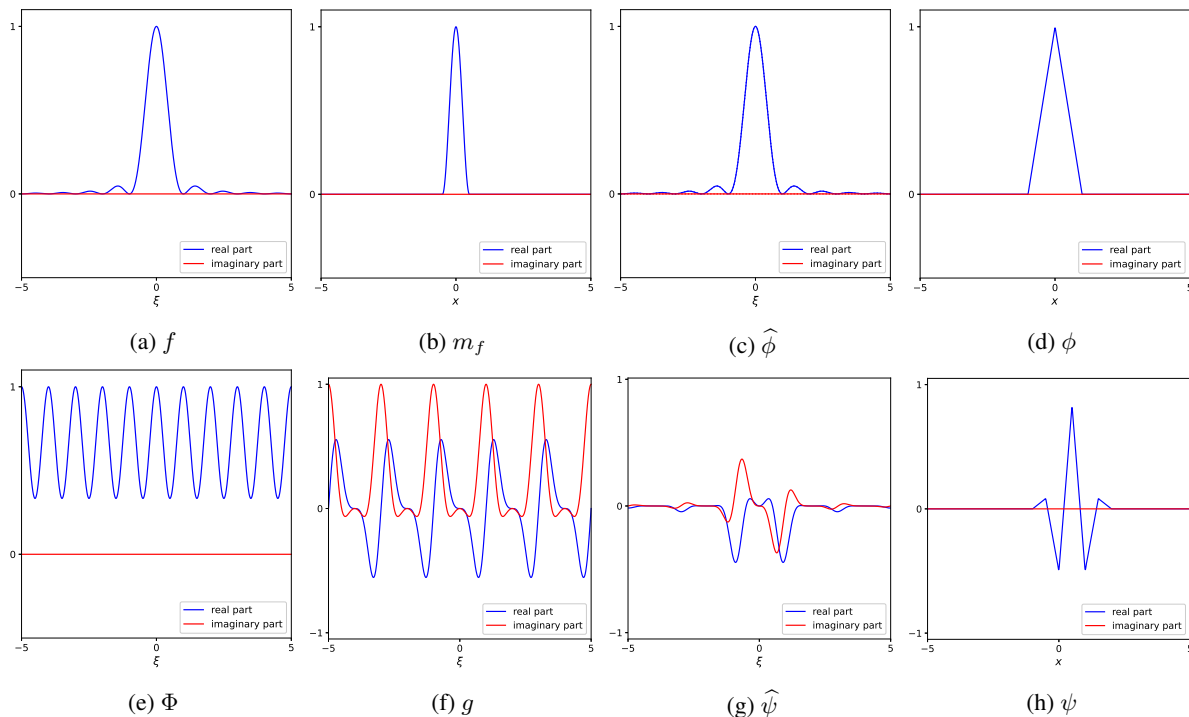 1
0
real part
imaginary part
−5 0 5
ξ
(a) f
1
0
real part
imaginary part
−5 0 5
x
(b) m_f
1
0
real part
imaginary part
−5 0 5
ξ
(c) \widehat{ϕ}
1
0
real part
imaginary part
−5 0 5
x
(d) ϕ
1
0
real part
imaginary part
−5 0 5
ξ
(e) Φ
1
0
−1
real part
imaginary part
−5 0 5
ξ
(f) g
1
0
−1
real part
imaginary part
−5 0 5
ξ
(g) \widehat{ψ}
1
0
−1
real part
imaginary part
−5 0 5
x
(h) ψ